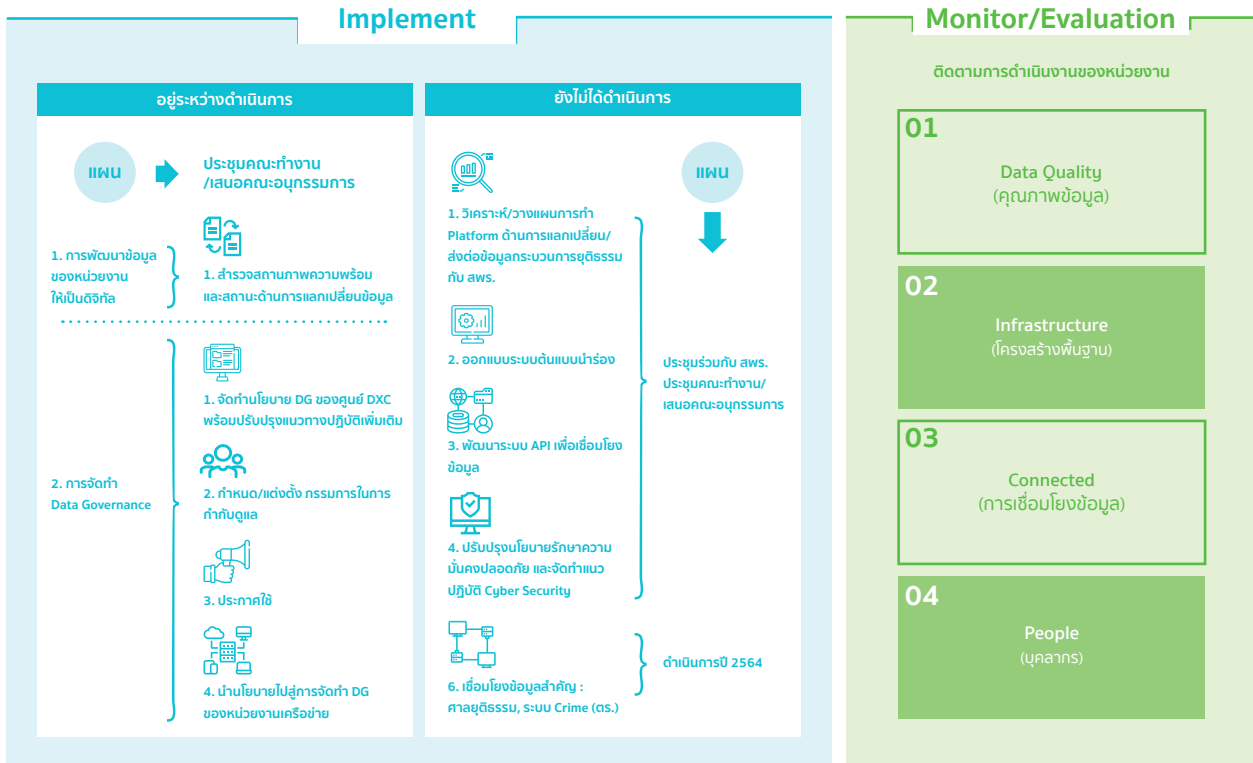 Implement
อยู่ระหว่างดำเนินการ
แผน
ประชุมคณะทำงาน
/เสนอคณะอนุกรรมการ
1. การพัฒนาข้อมูล
ของหน่วยงาน
ให้เป็นดิจิทัล
1. สำรวจสถานภาพความพร้อม
และสถานะด้านการแลกเปลี่ยนข้อมูล
2. การจัดทำ
Data Governance
1. จัดทำนโยบาย DG ของศูนย์ DXC
พร้อมปรับปรุงแนวทางปฏิบัติเพิ่มเติม
2. กำหนด/แต่งตั้ง กรรมการในการ
กำกับดูแล
3. ประกาศใช้
4. นำนโยบายไปสู่การจัดทำ DG
ของหน่วยงานเครือข่าย
ยังไม่ได้ดำเนินการ
แผน
1. วิเคราะห์/วางแผนการทำ
Platform ด้านการแลกเปลี่ยน/
ส่งต่อข้อมูลกระบวนการยุติธรรม
กับ สพร.
2. ออกแบบระบบต้นแบบนำร่อง
3. พัฒนาระบบ API เพื่อเชื่อมโยง
ข้อมูล
4. ปรับปรุงนโยบายรักษาความ
มั่นคงปลอดภัย และจัดทำแนว
ปฏิบัติ Cyber Security
ประชุมร่วมกับ สพร.
ประชุมคณะทำงาน/
เสนอคณะอนุกรรมการ
6. เชื่อมโยงข้อมูลสำคัญ :
ศาลยุติธรรม, ระบบ Crime (ตร.)
ดำเนินการปี 2564
Monitor/Evaluation
ติดตามการดำเนินงานของหน่วยงาน
01
Data Quality
(คุณภาพข้อมูล)
02
Infrastructure
(โครงสร้างพื้นฐาน)
03
Connected
(การเชื่อมโยงข้อมูล)
04
People
(บุคลากร)